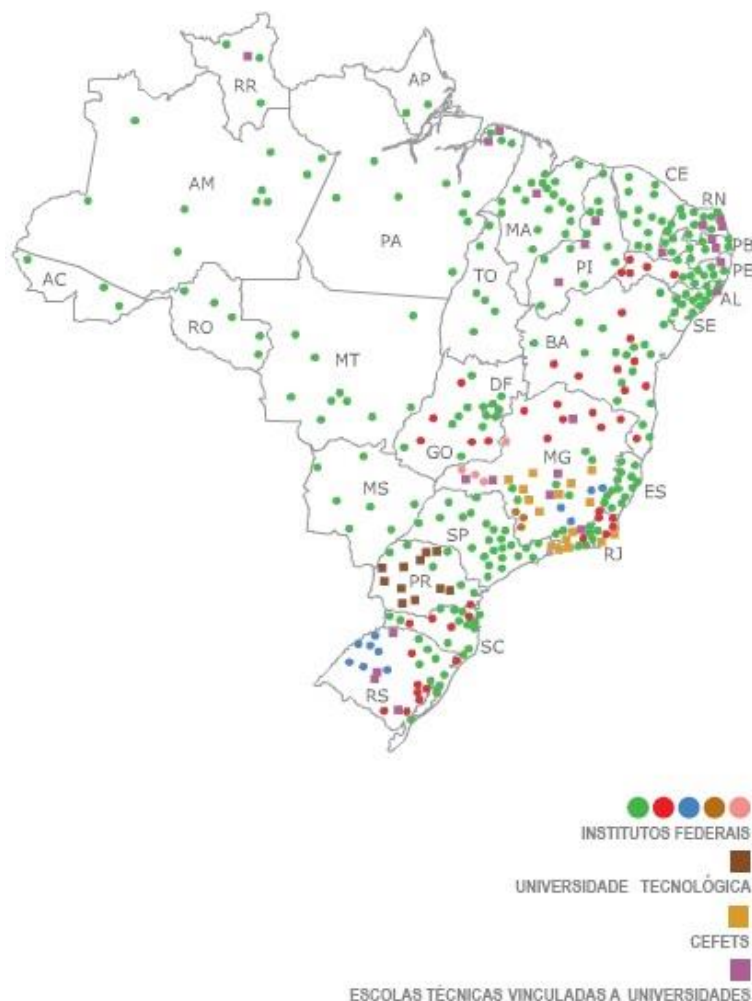 RR
AP
AM
PA
CE
RN
MA
PB
PI
PE
AC
TO
AL
RO
SE
BA
MT
DF
GO
MG
MS
ES
SP
RJ
PR
SC
RS
INSTITUTOS FEDERAIS
UNIVERSIDADE TECNOLÓGICA
CEFETS
ESCOLAS TÉCNICAS VINCULADAS A UNIVERSIDADES